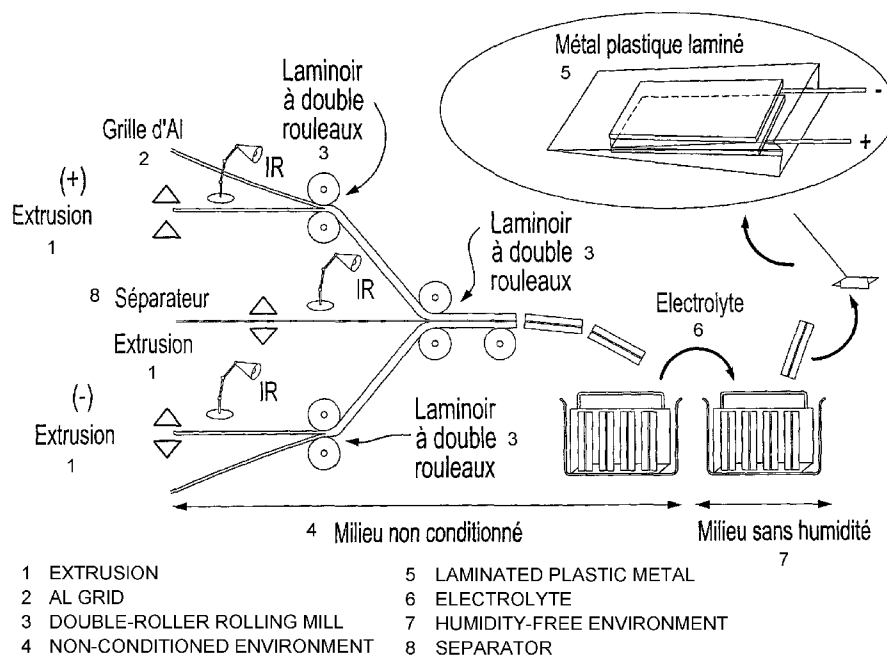 Métal plastique laminé
5
-
+
Laminoir
à double
rouleaux
3
Grille d'Al
2
IR
(+)
Extrusion
1
Laminoir
à double 3
rouleaux
8 Séparateur
IR
Extrusion
1
Electrolyte
6
(-)
IR
Extrusion
1
Laminoir
à double 3
rouleaux
4 Milieu non conditionné
Milieu sans humidité
7
1 EXTRUSION
2 AL GRID
3 DOUBLE-ROLLER ROLLING MILL
4 NON-CONDITIONED ENVIRONMENT
5 LAMINATED PLASTIC METAL
6 ELECTROLYTE
7 HUMIDITY-FREE ENVIRONMENT
8 SEPARATOR